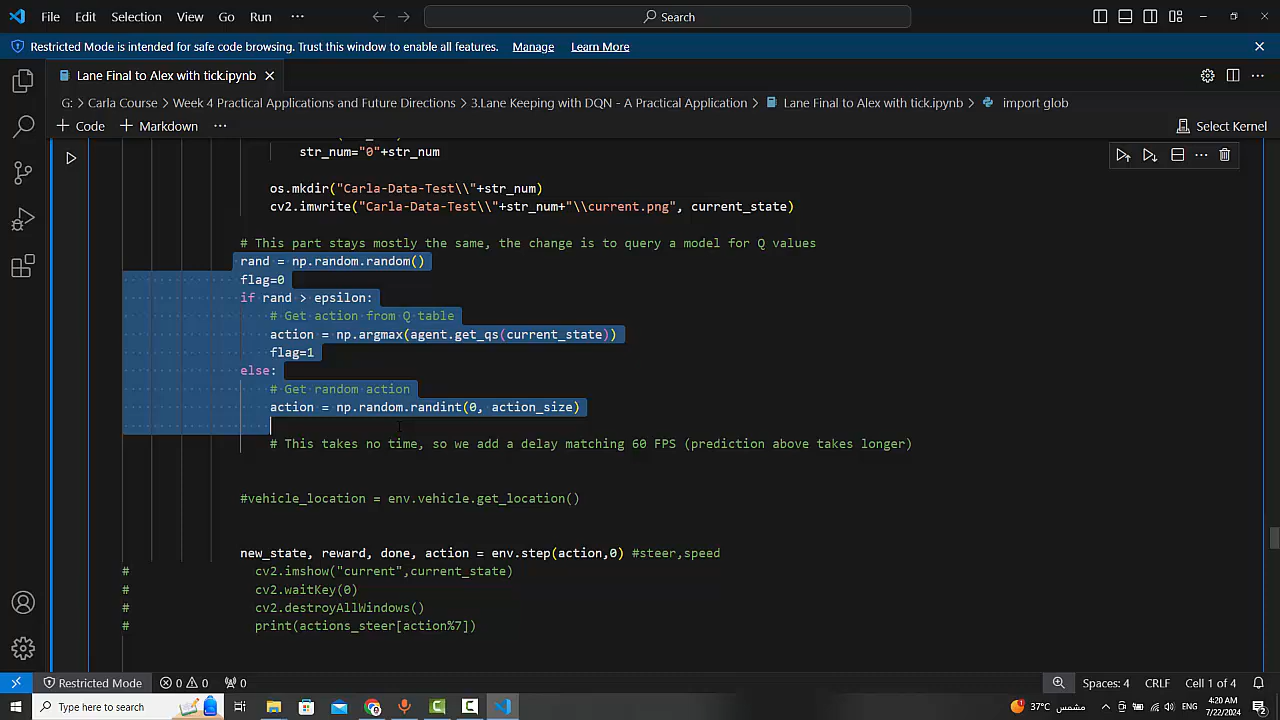 File Edit Selection View Go Run ··· Search
Restricted Mode is intended for safe code browsing. Trust this window to enable all features. Manage Learn More
Lane Final to Alex with tick.ipynb
G: > Carla Course > Week 4 Practical Applications and Future Directions > 3.Lane Keeping with DQN - A Practical Application > Lane Final to Alex with tick.ipynb > import glob
+ Code + Markdown ··· Select Kernel
str_num="0"+str_num
os.mkdir("Carla-Data-Test\\"+str_num)
cv2.imwrite("Carla-Data-Test\\"+str_num+"\\current.png", current_state)
# This part stays mostly the same, the change is to query a model for Q values
rand = np.random.random()
flag=0
if rand > epsilon:
# Get action from Q table
action = np.argmax(agent.get_qs(current_state))
flag=1
else:
# Get random action
action = np.random.randint(0, action_size)
# This takes no time, so we add a delay matching 60 FPS (prediction above takes longer)
#vehicle_location = env.vehicle.get_location()
new_state, reward, done, action = env.step(action,0) #steer,speed
# cv2.imshow("current",current_state)
# cv2.waitKey(0)
# cv2.destroyAllWindows()
# print(actions_steer[action%7])
Restricted Mode 0 0 0 Spaces: 4 CRLF Cell 1 of 4
Type here to search 37°C مشمس ENG 4:20 AM
7/22/2024